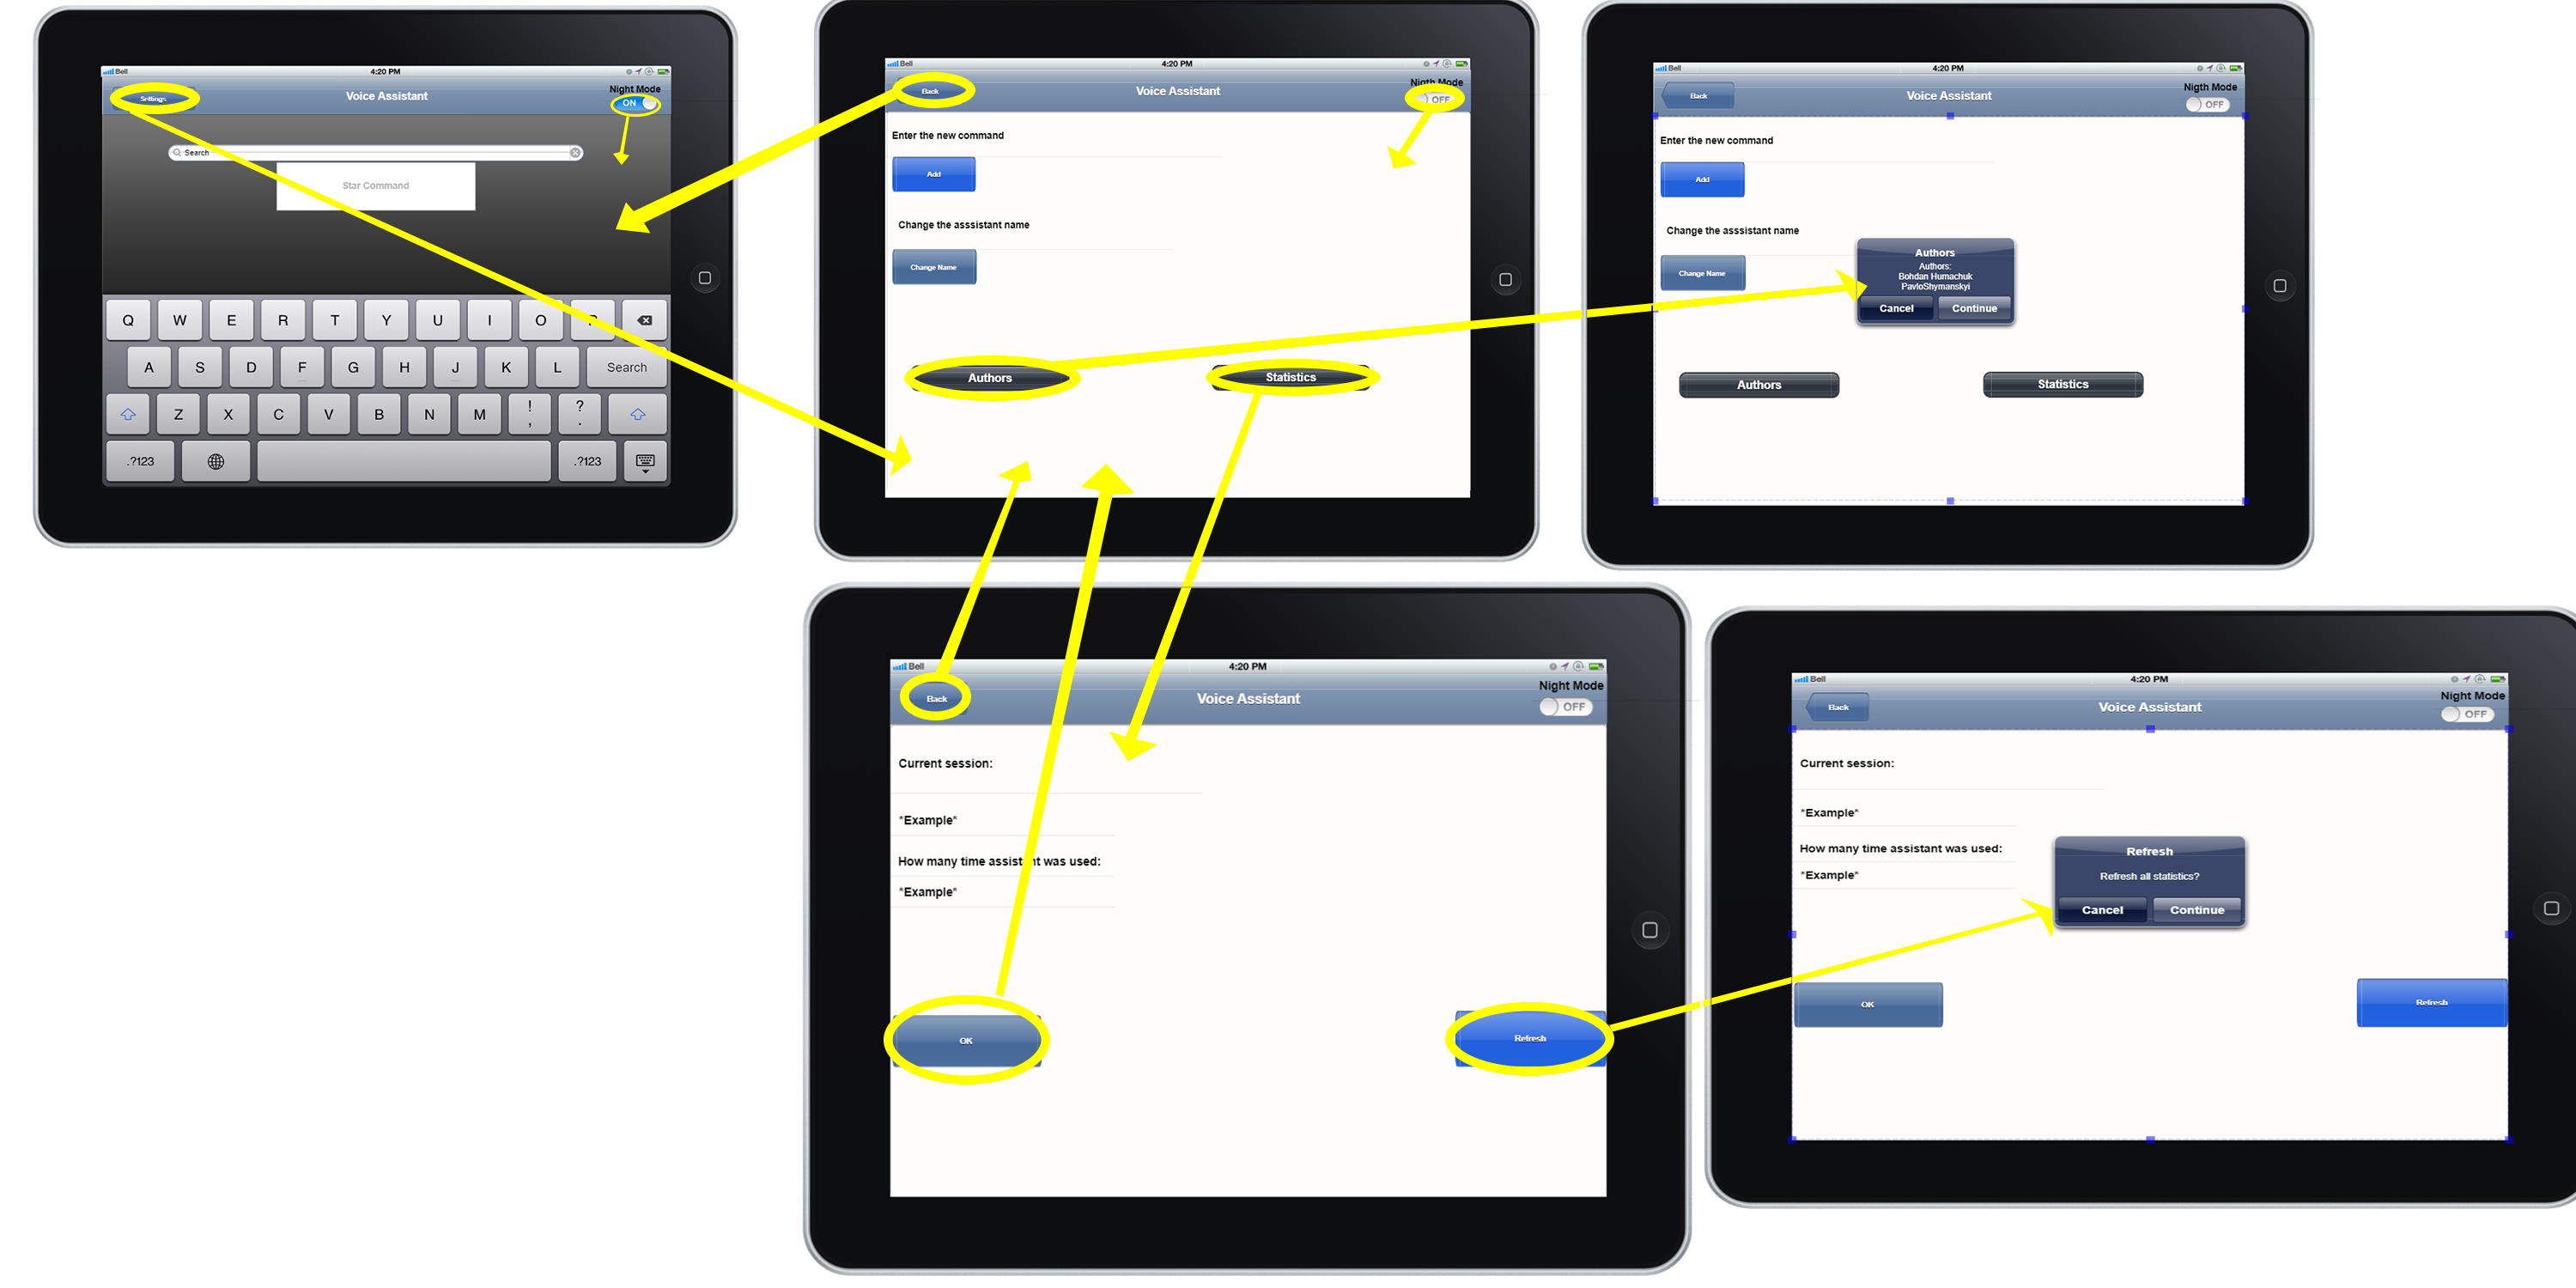 Bell 4:20 PM
Settings Voice Assistant Night Mode
ON
Search
Star Command
Q W E R T Y U I O P
A S D F G H J K L Search
Z X C V B N M ! , ? .
.?123 .?123
Bell 4:20 PM
Back Voice Assistant Nigth Mode
OFF
Enter the new command
Add
Change the asssistant name
Change Name
Authors Statistics
Bell 4:20 PM
Back Voice Assistant Nigth Mode
OFF
Enter the new command
Add
Change the asssistant name
Change Name
Authors
Authors:
Bohdan Humachuk
PavloShymanskyi
Cancel Continue
Authors Statistics
Bell 4:20 PM
Back Voice Assistant Night Mode
OFF
Current session:
*Example*
How many time assistant was used:
*Example*
OK Refresh
Bell 4:20 PM
Back Voice Assistant Night Mode
OFF
Current session:
*Example*
How many time assistant was used:
*Example*
Refresh
Refresh all statistics?
Cancel Continue
OK Refresh